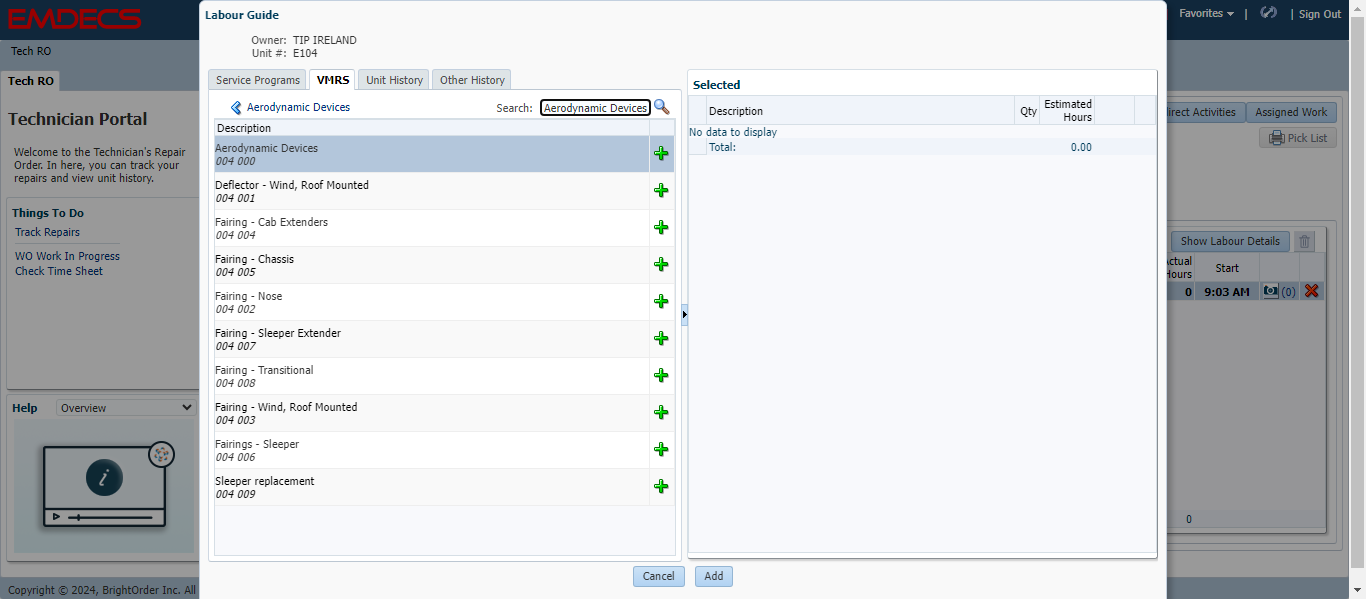 EMDECS
Favorites
Sign Out
Tech RO
Tech RO
Technician Portal
Welcome to the Technician's Repair
Order. In here, you can track your
repairs and view unit history.
Things To Do
Track Repairs
WO Work In Progress
Check Time Sheet
Help
Overview
i
Copyright © 2024, BrightOrder Inc. All
Labour Guide
Owner: TIP IRELAND
Unit #: E104
Service Programs
VMRS
Unit History
Other History
Aerodynamic Devices
Search: Aerodynamic Devices
Description
Aerodynamic Devices
004 000
Deflector - Wind, Roof Mounted
004 001
Fairing - Cab Extenders
004 004
Fairing - Chassis
004 005
Fairing - Nose
004 002
Fairing - Sleeper Extender
004 007
Fairing - Transitional
004 008
Fairing - Wind, Roof Mounted
004 003
Fairings - Sleeper
004 006
Sleeper replacement
004 009
Selected
Description
Qty
Estimated
Hours
No data to display
Total: 0.00
Cancel
Add
irect Activities
Assigned Work
Pick List
Show Labour Details
ctual
Hours
Start
0 9:03 AM (0)
0